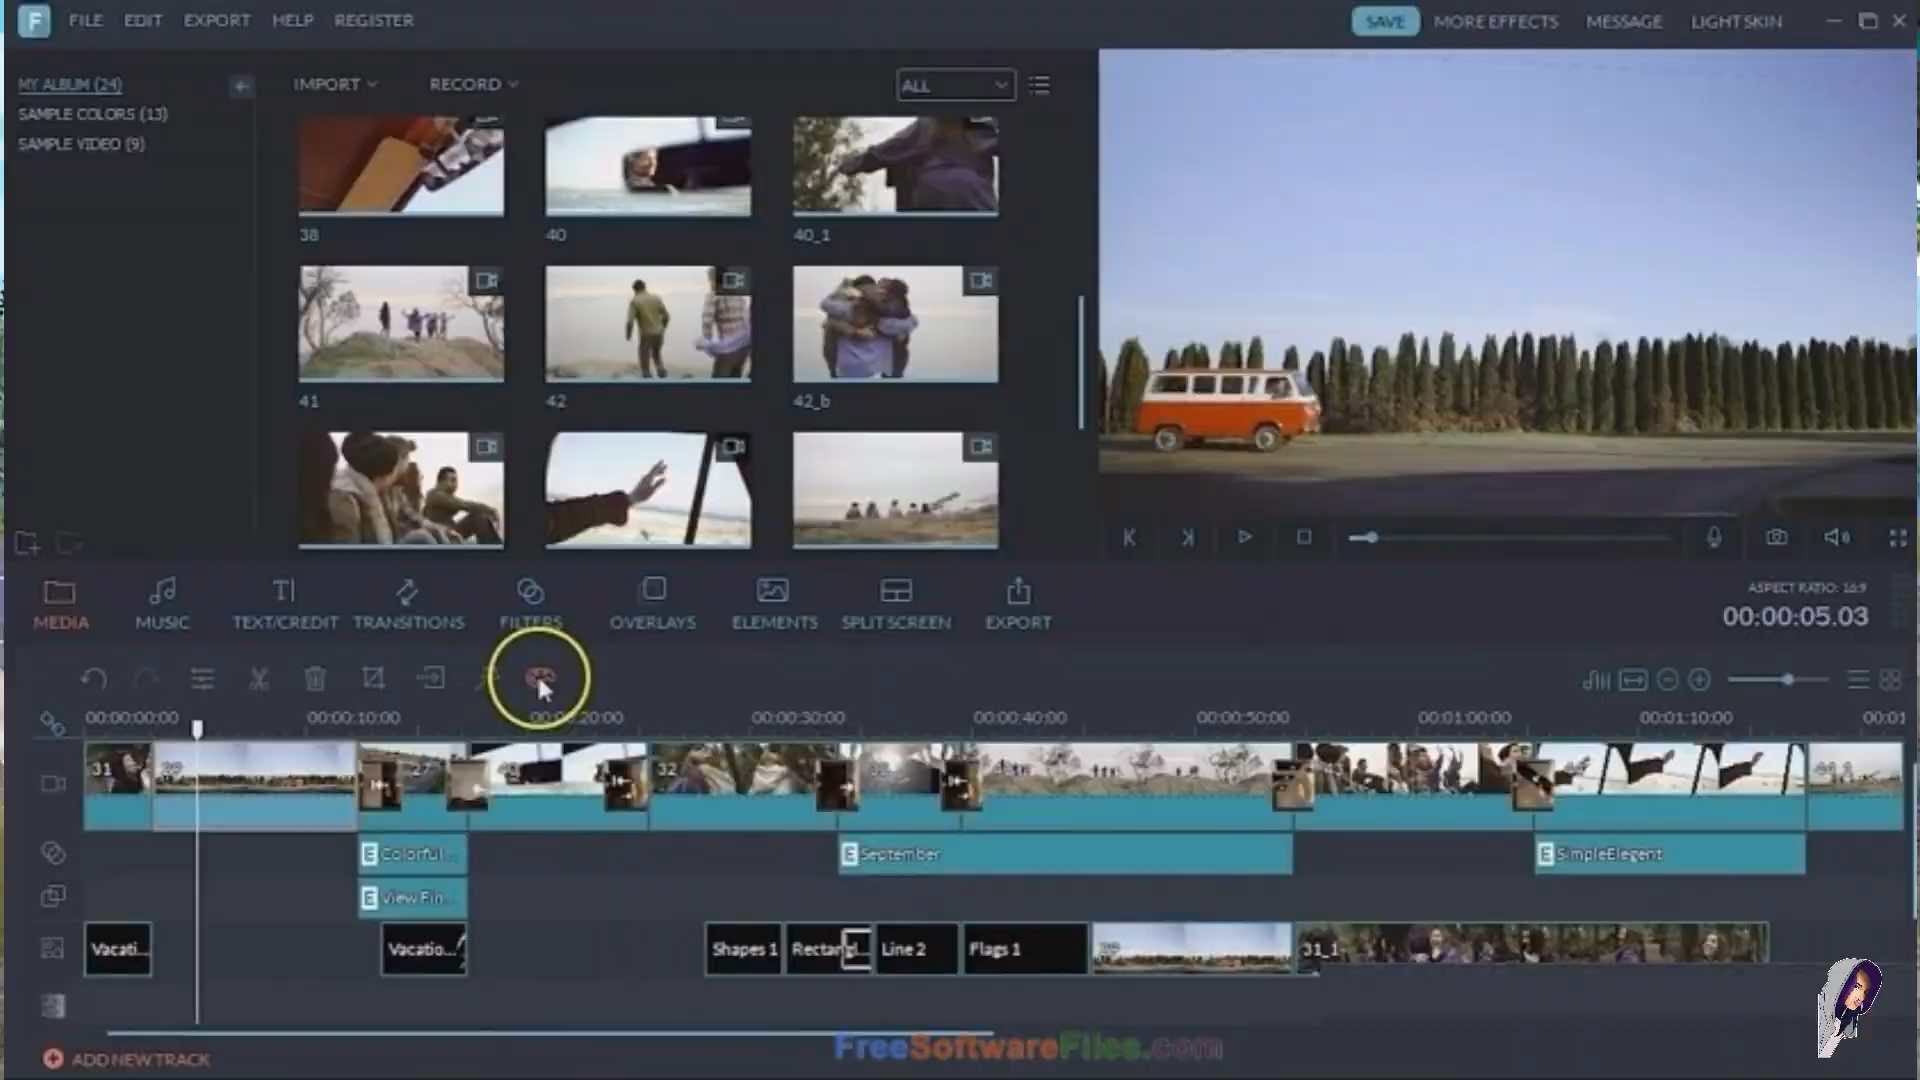 F FILE EDIT EXPORT HELP REGISTER SAVE MORE EFFECTS MESSAGE LIGHT SKIN
MY ALBUM (24)
SAMPLE COLORS (13)
SAMPLE VIDEO (9)
IMPORT RECORD ALL
38 40 40_1
41 42 42_b
MEDIA MUSIC TEXT/CREDIT TRANSITIONS FILTERS OVERLAYS ELEMENTS SPLIT SCREEN EXPORT
ASPECT RATIO: 16:9
00:00:05.03
00:00:00:00 00:00:10:00 00:00:20:00 00:00:30:00 00:00:40:00 00:00:50:00 00:01:00:00 00:01:10:00 00:01
31 27 32
E Colorful... E September E SimpleElegent
E View Fin...
Vacati... Vacatio... Shapes 1 Line 2 Flags 1 31_1
ADD NEW TRACK
FreeSoftwareFiles.com